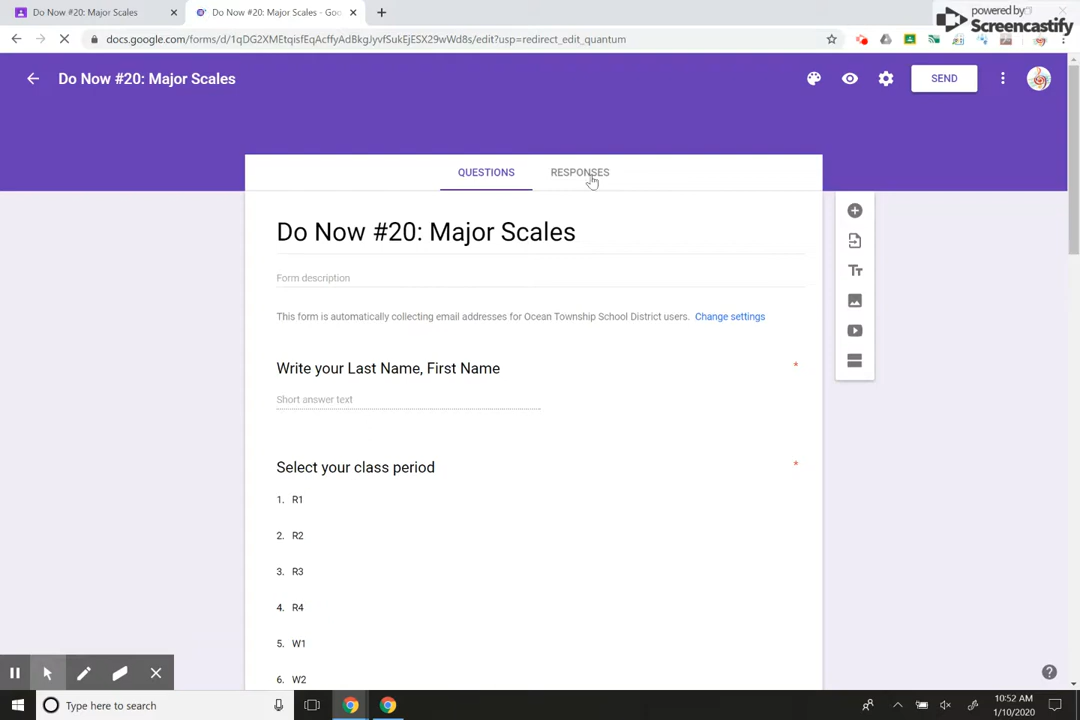 Do Now #20: Major Scales
Do Now #20: Major Scales - Goo
powered by
Screencastify
docs.google.com/forms/d/1qDG2XMEtqisfEqAcffyAdBkgJyvfSukEjESX29wWd8s/edit?usp=redirect_edit_quantum
Do Now #20: Major Scales
SEND
QUESTIONS
RESPONSES
Do Now #20: Major Scales
Form description
This form is automatically collecting email addresses for Ocean Township School District users. Change settings
Write your Last Name, First Name *
Short answer text
Select your class period *
1. R1
2. R2
3. R3
4. R4
5. W1
6. W2
Type here to search
10:52 AM
1/10/2020